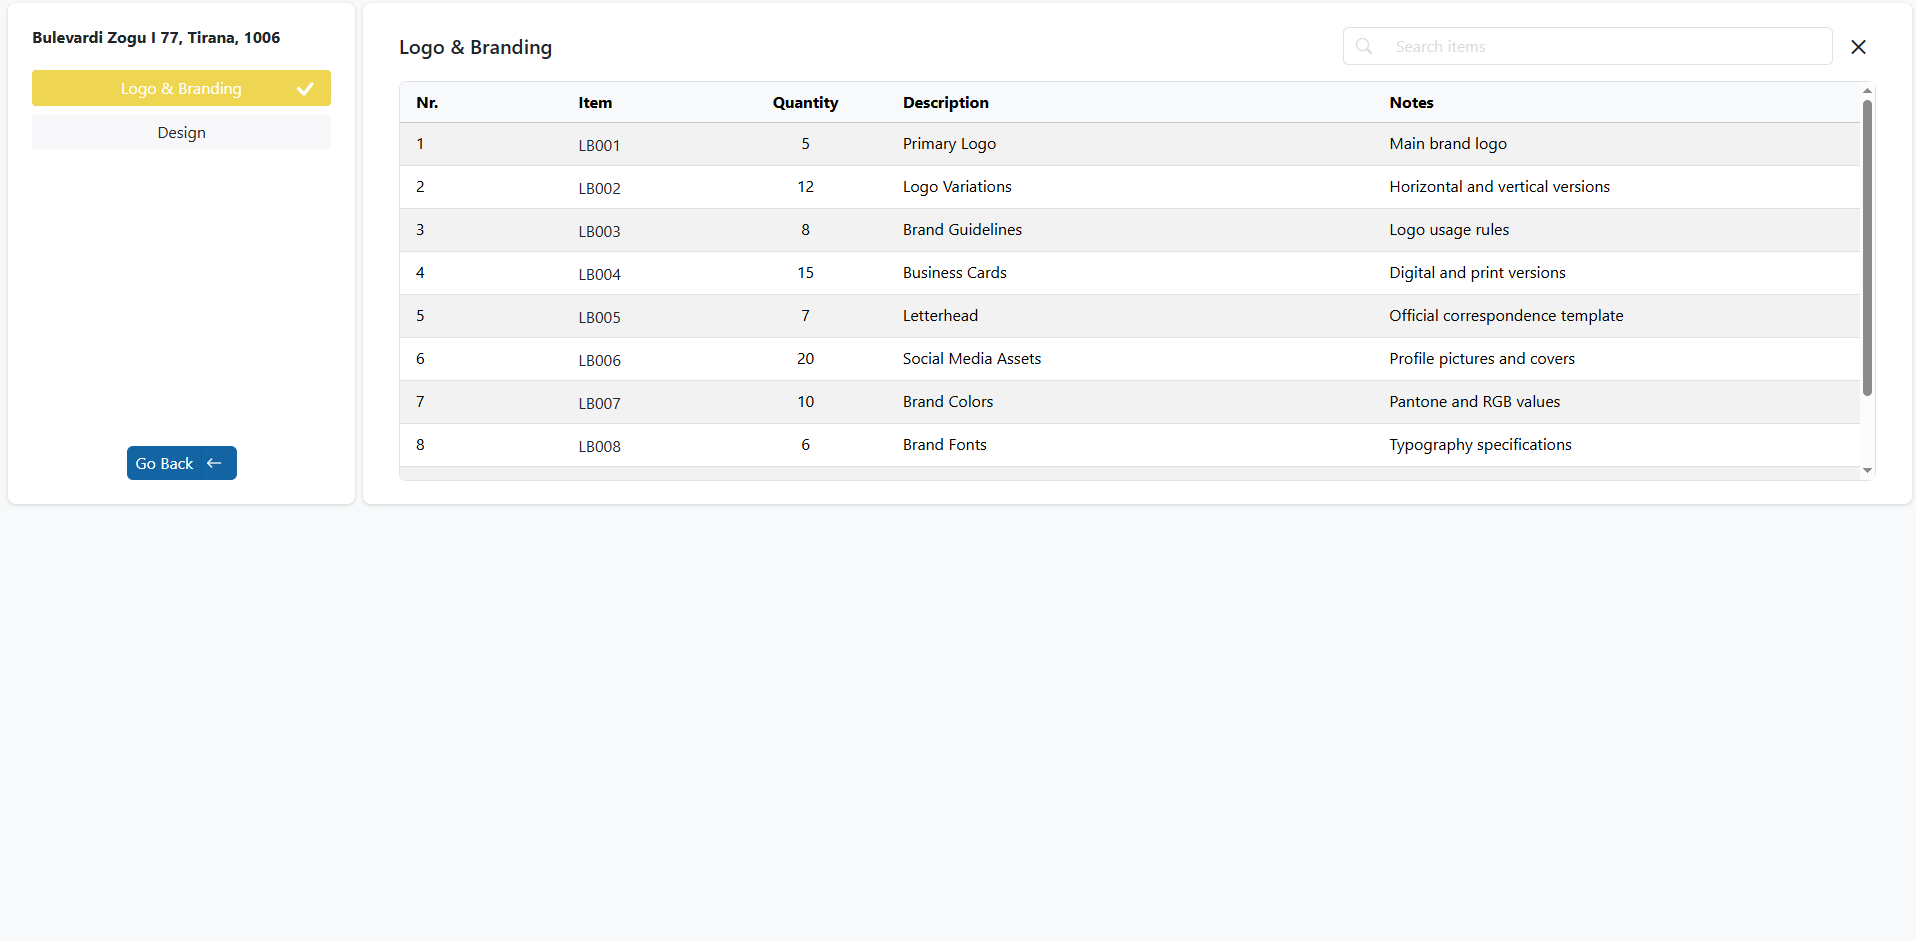 Bulevardi Zogu I 77, Tirana, 1006
Logo & Branding
Design
Go Back
Logo & Branding
Search items
Nr. Item Quantity Description Notes
1 LB001 5 Primary Logo Main brand logo
2 LB002 12 Logo Variations Horizontal and vertical versions
3 LB003 8 Brand Guidelines Logo usage rules
4 LB004 15 Business Cards Digital and print versions
5 LB005 7 Letterhead Official correspondence template
6 LB006 20 Social Media Assets Profile pictures and covers
7 LB007 10 Brand Colors Pantone and RGB values
8 LB008 6 Brand Fonts Typography specifications